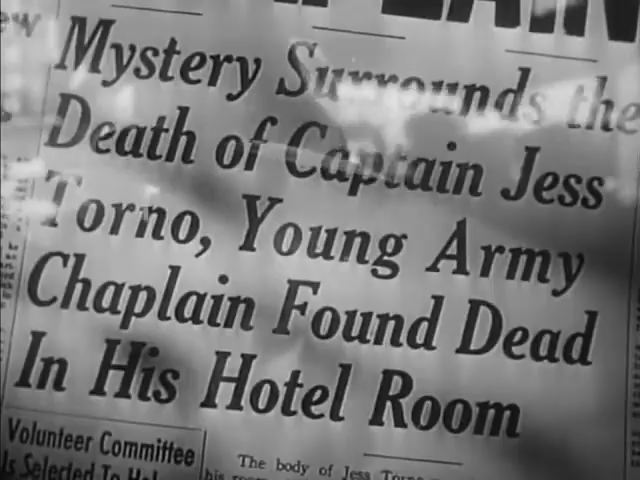 Mystery Surrounds the
Death of Captain Jess
Torno, Young Army
Chaplain Found Dead
In His Hotel Room
Volunteer Committee
Is Selected To
The body of Jess